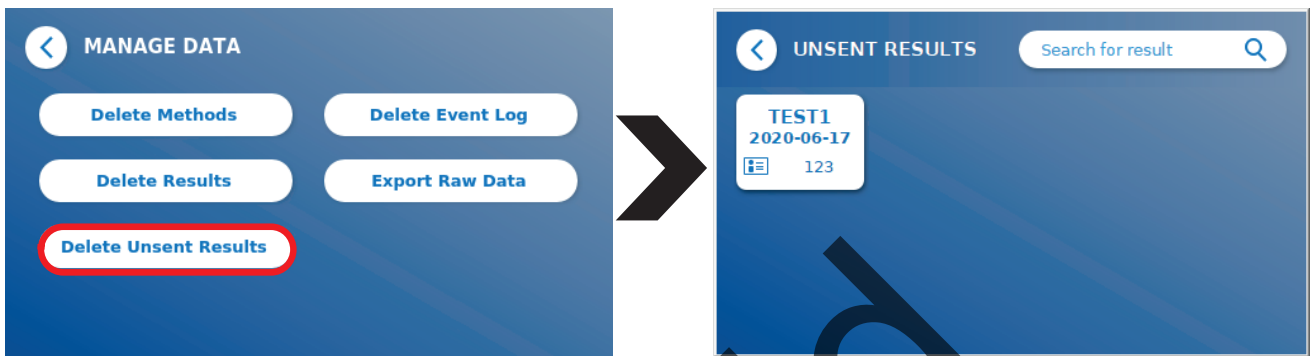 MANAGE DATA
Delete Methods
Delete Event Log
Delete Results
Export Raw Data
Delete Unsent Results
UNSENT RESULTS
Search for result
TEST1
2020-06-17
123